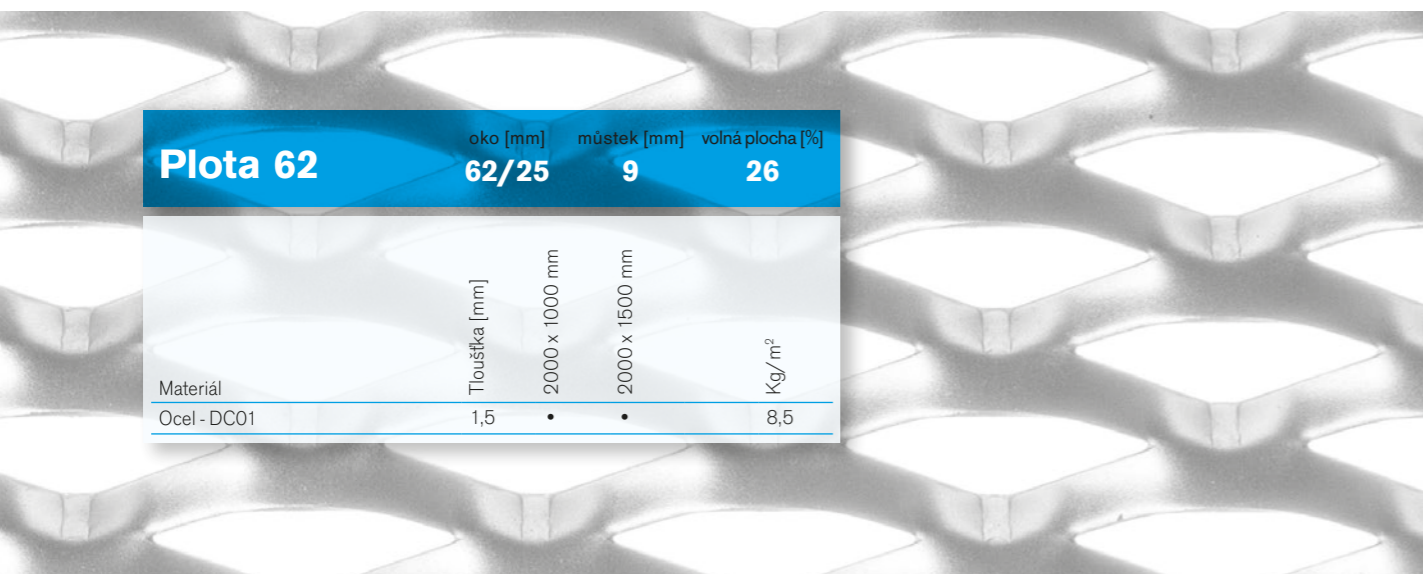 Plota 62
oko [mm] můstek [mm] volná plocha [%]
62/25 9 26
Materiál Tloušťka [mm] 2000 x 1000 mm 2000 x 1500 mm Kg/m²
Ocel - DC01 1,5 • • 8,5